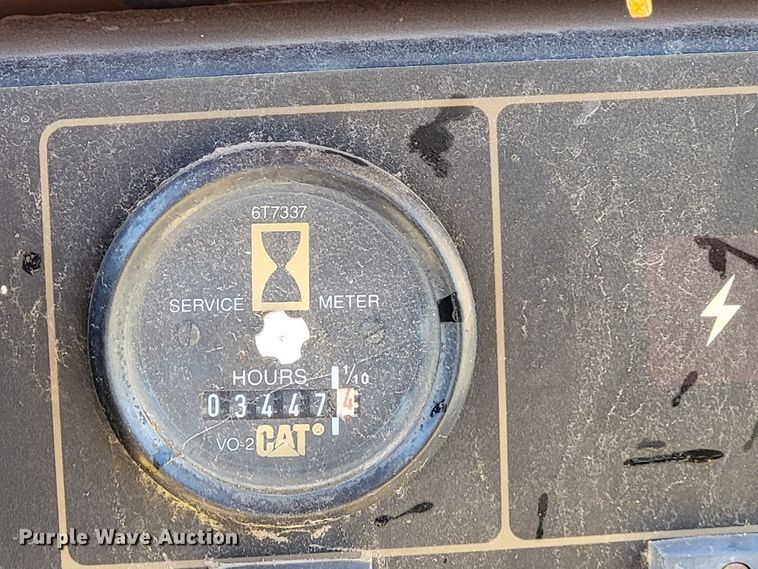 6T7337
SERVICE METER
HOURS 1/10
034474
VO-2 CAT®
Purple Wave Auction